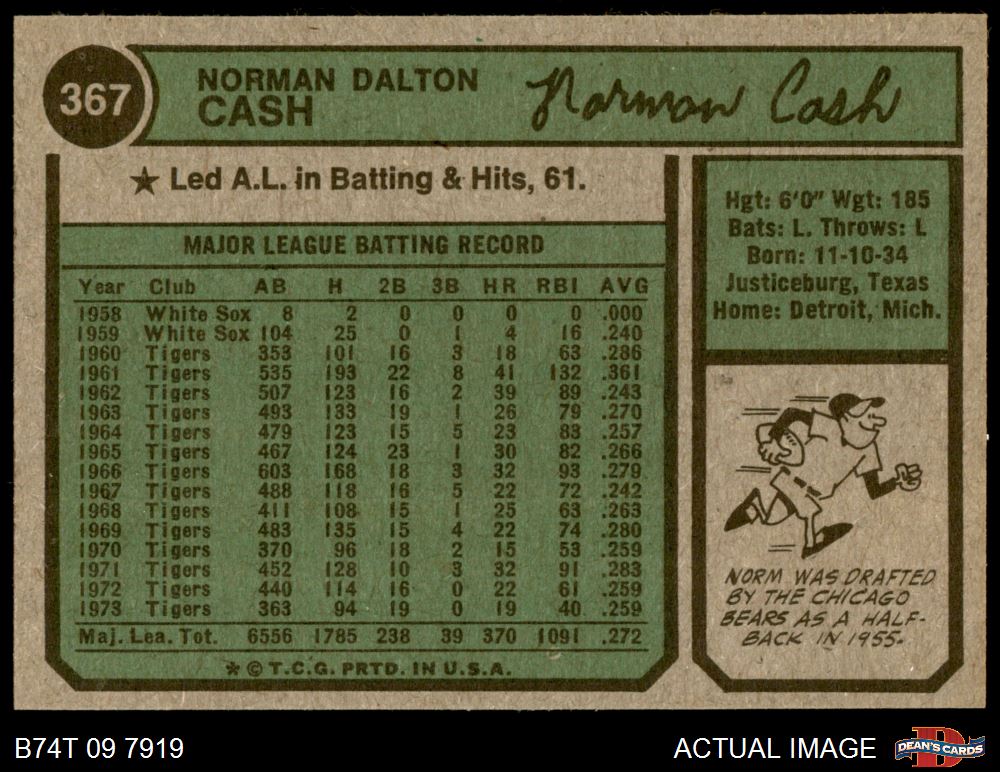 367
NORMAN DALTON
CASH
Norman Cash
★ Led A.L. in Batting & Hits, 61.
MAJOR LEAGUE BATTING RECORD
Year Club AB H 2B 3B HR RBI AVG
1958 White Sox 8 2 0 0 0 0 .000
1959 White Sox 104 25 0 1 4 16 .240
1960 Tigers 353 101 16 3 18 63 .286
1961 Tigers 535 193 22 8 41 132 .361
1962 Tigers 507 123 16 2 39 89 .243
1963 Tigers 493 133 19 1 26 79 .270
1964 Tigers 479 123 15 5 23 83 .257
1965 Tigers 467 124 23 1 30 82 .266
1966 Tigers 603 168 18 3 32 93 .279
1967 Tigers 488 118 16 5 22 72 .242
1968 Tigers 411 108 15 1 25 63 .263
1969 Tigers 483 135 15 4 22 74 .280
1970 Tigers 370 96 18 2 15 53 .259
1971 Tigers 452 128 10 3 32 91 .283
1972 Tigers 440 114 16 0 22 61 .259
1973 Tigers 363 94 19 0 19 40 .259
Maj. Lea. Tot. 6556 1785 238 39 370 1091 .272
* © T.C.G. PRTD. IN U.S.A.
Hgt: 6'0" Wgt: 185
Bats: L. Throws: L
Born: 11-10-34
Justiceburg, Texas
Home: Detroit, Mich.
NORM WAS DRAFTED
BY THE CHICAGO
BEARS AS A HALF-
BACK IN 1955.
B74T 09 7919
ACTUAL IMAGE
DEAN'S CARDS